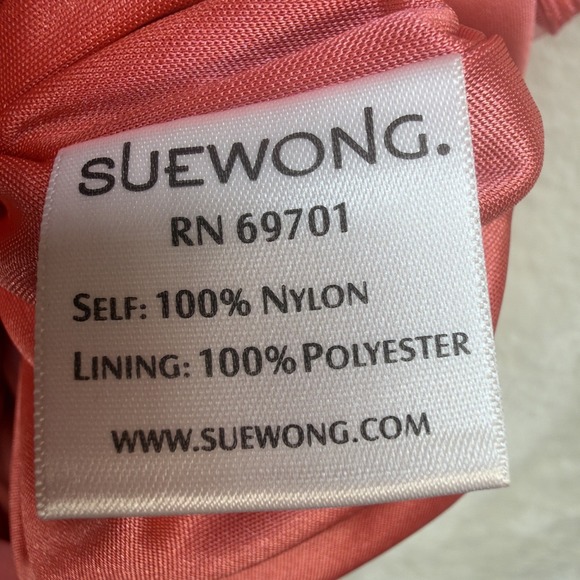 SUEWONG.
RN 69701
SELF: 100% NYLON
LINING: 100% POLYESTER
WWW.SUEWONG.COM